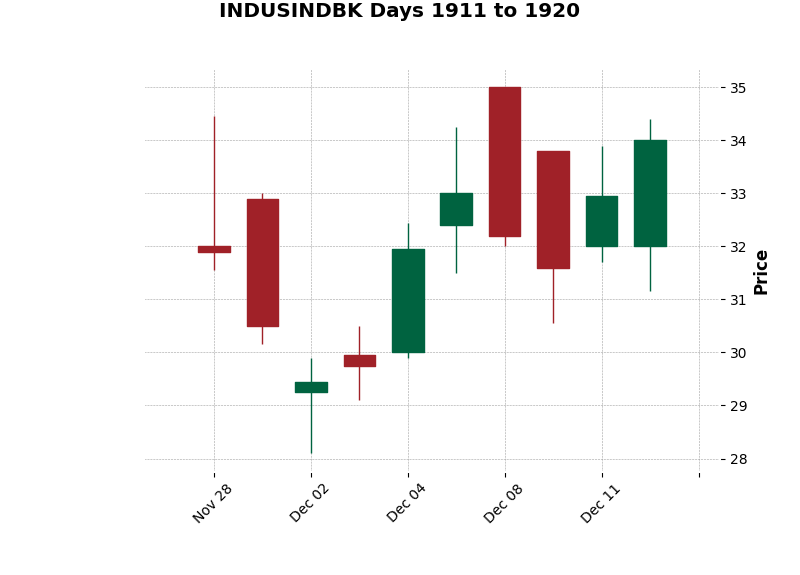 INDUSINDBK Days 1911 to 1920
35
34
33
32
31
30
29
28
Price
Nov 28
Dec 02
Dec 04
Dec 08
Dec 11